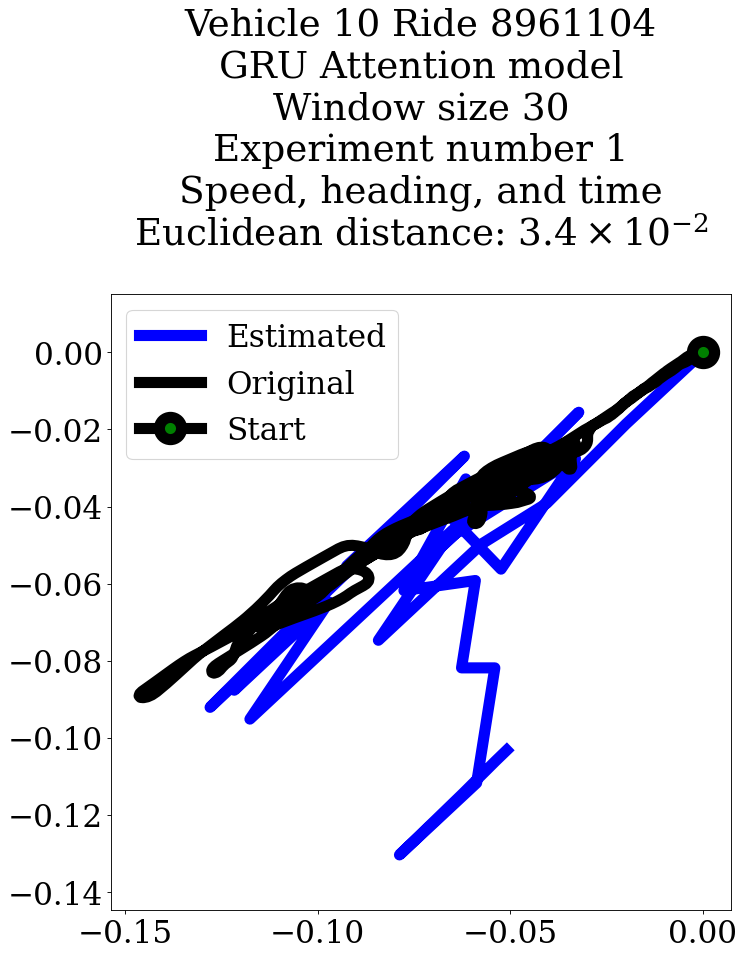 Vehicle 10 Ride 8961104
GRU Attention model
Window size 30
Experiment number 1
Speed, heading, and time
Euclidean distance: 3.4 × 10⁻²
Estimated
Original
Start
0.00
−0.02
−0.04
−0.06
−0.08
−0.10
−0.12
−0.14
−0.15
−0.10
−0.05
0.00